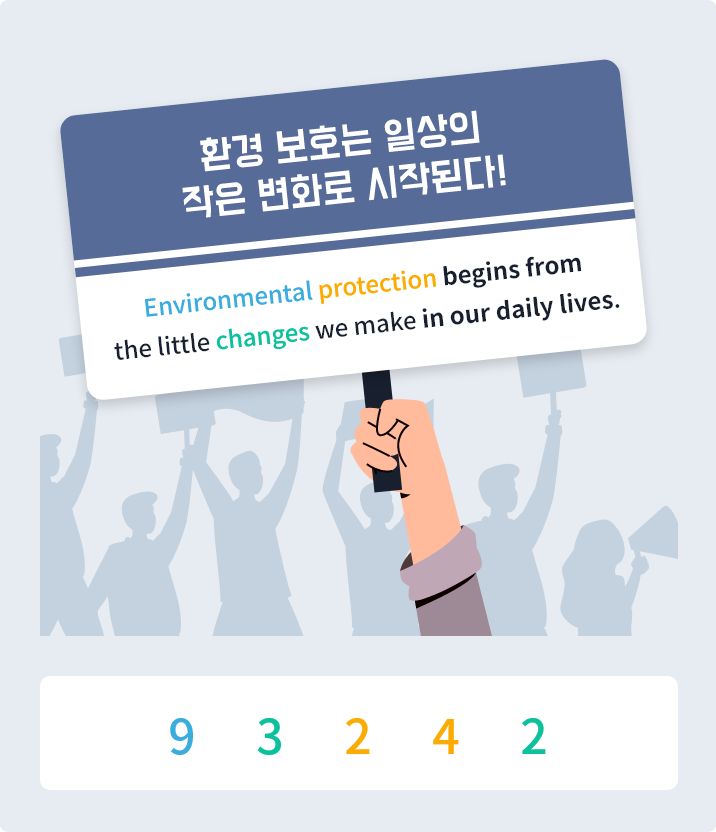 환경 보호는 일상의
작은 변화로 시작된다!
Environmental protection begins from
the little changes we make in our daily lives.
9 3 2 4 2